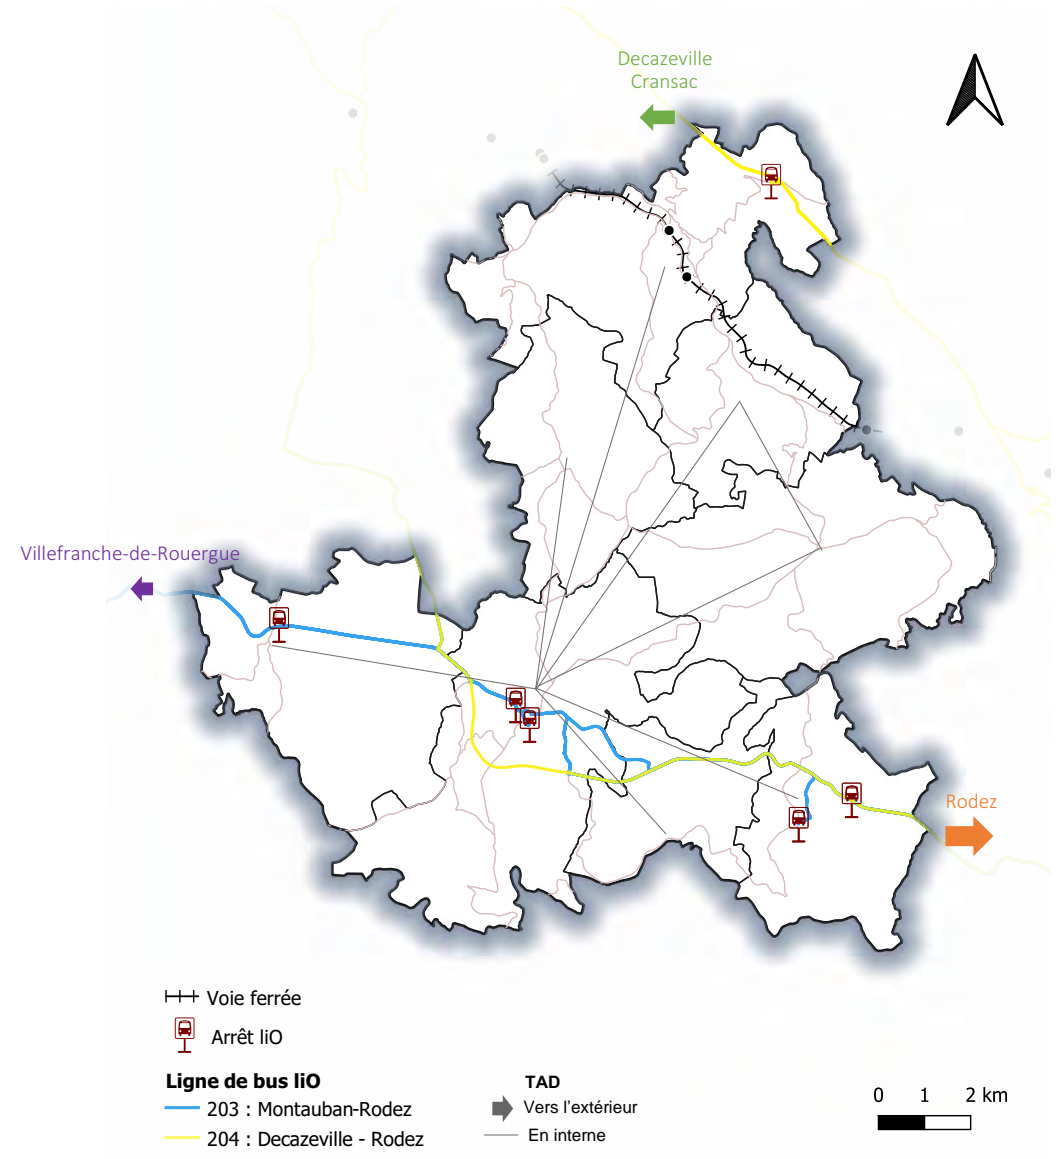 Decazeville
Cransac
Villefranche-de-Rouergue
Rodez
Voie ferrée
Arrêt liO
Ligne de bus liO
203 : Montauban-Rodez
204 : Decazeville - Rodez
TAD
Vers l'extérieur
En interne
0 1 2 km